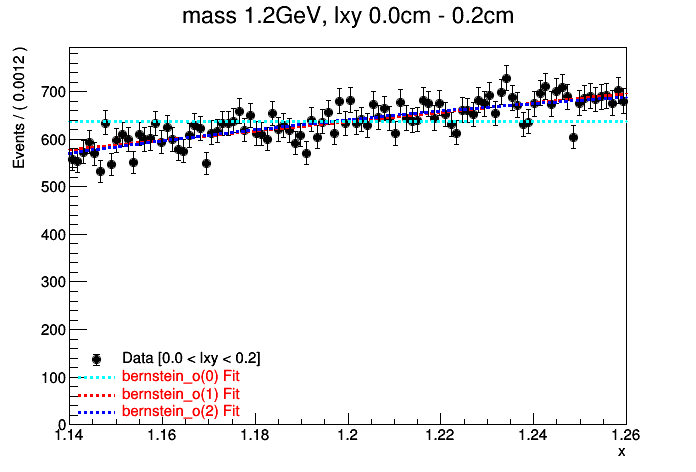 mass 1.2GeV, lxy 0.0cm - 0.2cm
Events / ( 0.0012 )
700
600
500
400
300
200
100
0
Data [0.0 < lxy < 0.2]
bernstein_o(0) Fit
bernstein_o(1) Fit
bernstein_o(2) Fit
1.14 1.16 1.18 1.2 1.22 1.24 1.26
x